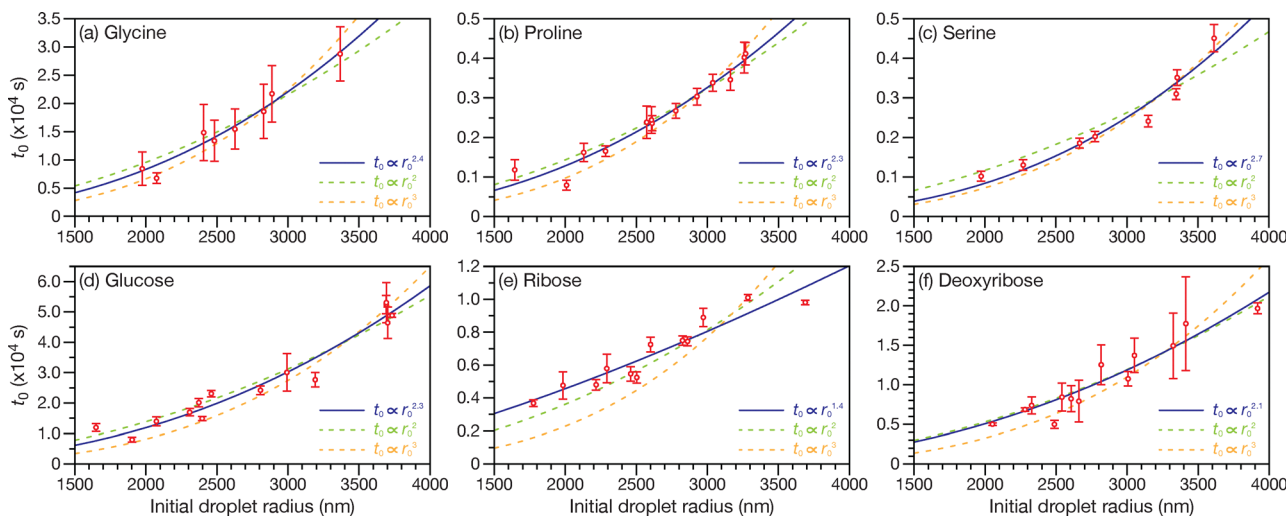 (a) Glycine
t₀ (x10⁴ s)
3.5
3.0
2.5
2.0
1.5
1.0
0.5
0
t₀ ∝ r₀^2.4
t₀ ∝ r₀^2
t₀ ∝ r₀^3
1500 2000 2500 3000 3500 4000
(b) Proline
0.5
0.4
0.3
0.2
0.1
0
t₀ ∝ r₀^2.3
t₀ ∝ r₀^2
t₀ ∝ r₀^3
1500 2000 2500 3000 3500 4000
(c) Serine
0.5
0.4
0.3
0.2
0.1
0
t₀ ∝ r₀^2.7
t₀ ∝ r₀^2
t₀ ∝ r₀^3
1500 2000 2500 3000 3500 4000
(d) Glucose
t₀ (x10⁴ s)
6.0
5.0
4.0
3.0
2.0
1.0
0
t₀ ∝ r₀^2.3
t₀ ∝ r₀^2
t₀ ∝ r₀^3
1500 2000 2500 3000 3500 4000
Initial droplet radius (nm)
(e) Ribose
1.2
1.0
0.8
0.6
0.4
0.2
0
t₀ ∝ r₀^1.4
t₀ ∝ r₀^2
t₀ ∝ r₀^3
1500 2000 2500 3000 3500 4000
Initial droplet radius (nm)
(f) Deoxyribose
2.5
2.0
1.5
1.0
0.5
0
t₀ ∝ r₀^2.1
t₀ ∝ r₀^2
t₀ ∝ r₀^3
1500 2000 2500 3000 3500 4000
Initial droplet radius (nm)